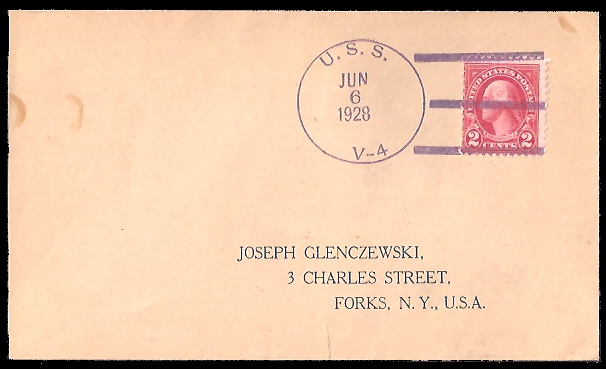 U. S. S.
JUN
6
1928
V-4
UNITED STATES POSTAGE
2 CENTS 2
JOSEPH GLENCZEWSKI,
3 CHARLES STREET,
FORKS, N. Y., U.S.A.